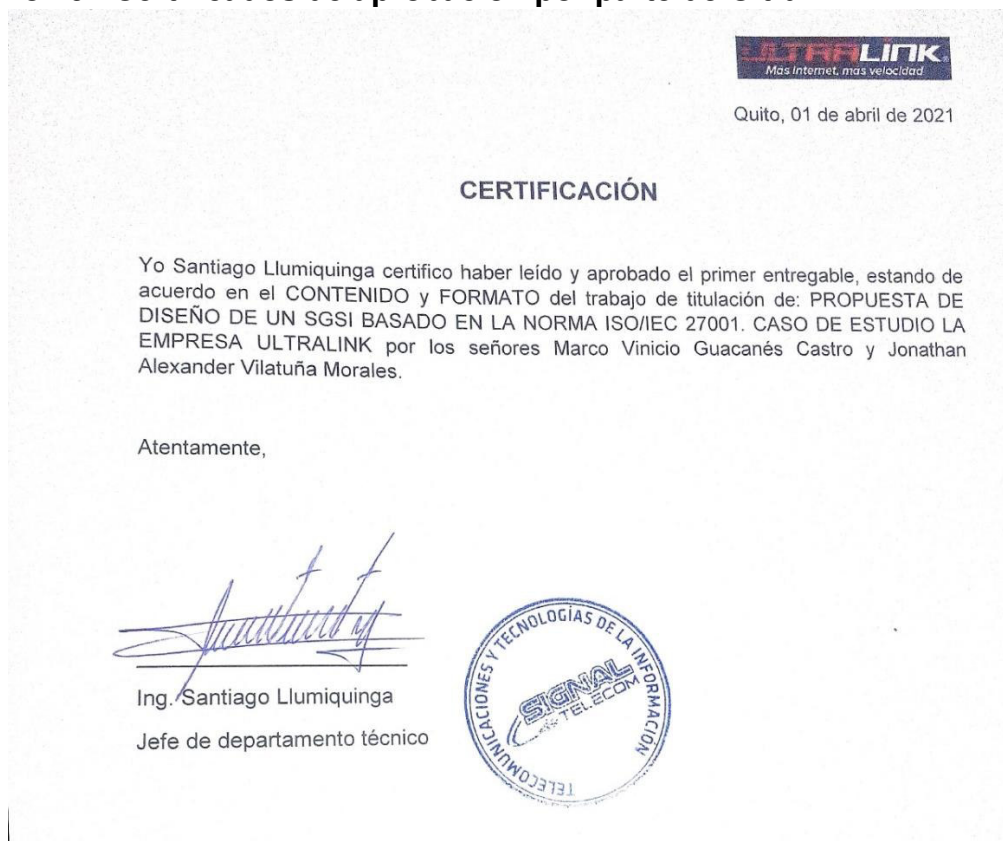 ULTRALINK
Más Internet, mas velocidad
Quito, 01 de abril de 2021
CERTIFICACIÓN
Yo Santiago Llumiquinga certifico haber leído y aprobado el primer entregable, estando de
acuerdo en el CONTENIDO y FORMATO del trabajo de titulación de: PROPUESTA DE
DISEÑO DE UN SGSI BASADO EN LA NORMA ISO/IEC 27001. CASO DE ESTUDIO LA
EMPRESA ULTRALINK por los señores Marco Vinicio Guacanés Castro y Jonathan
Alexander Vilatuña Morales.
Atentamente,
Ing. Santiago Llumiquinga
Jefe de departamento técnico
TELECOMUNICACIONES Y TECNOLOGÍAS DE LA INFORMACIÓN
SIGNAL
TELECOM